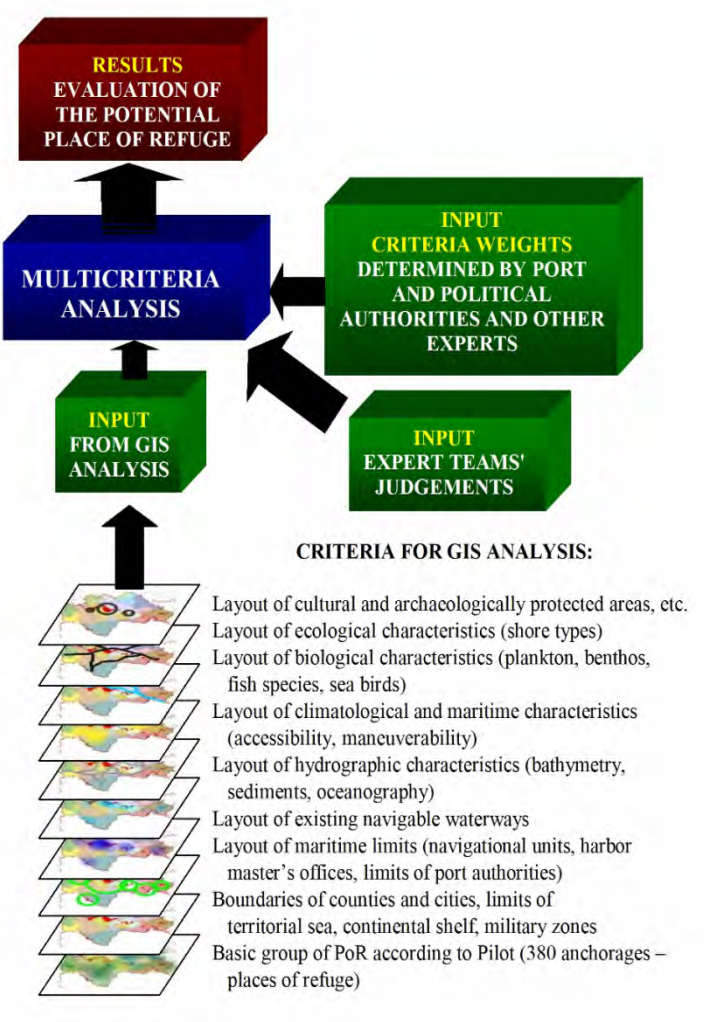 RESULTS
EVALUATION OF
THE POTENTIAL
PLACE OF REFUGE
MULTICRITERIA
ANALYSIS
INPUT
CRITERIA WEIGHTS
DETERMINED BY PORT
AND POLITICAL
AUTHORITIES AND OTHER
EXPERTS
INPUT
FROM GIS
ANALYSIS
INPUT
EXPERT TEAMS'
JUDGEMENTS
CRITERIA FOR GIS ANALYSIS:
Layout of cultural and archaeologically protected areas, etc.
Layout of ecological characteristics (shore types)
Layout of biological characteristics (plankton, benthos,
fish species, sea birds)
Layout of climatological and maritime characteristics
(accessibility, maneuverability)
Layout of hydrographic characteristics (bathymetry,
sediments, oceanography)
Layout of existing navigable waterways
Layout of maritime limits (navigational units, harbor
master’s offices, limits of port authorities)
Boundaries of counties and cities, limits of
territorial sea, continental shelf, military zones
Basic group of PoR according to Pilot (380 anchorages –
places of refuge)